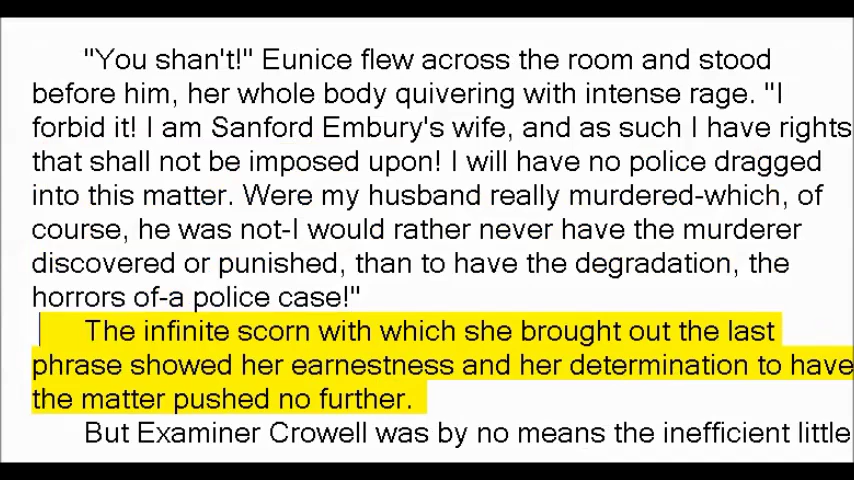 "You shan't!" Eunice flew across the room and stood
before him, her whole body quivering with intense rage. "I
forbid it! I am Sanford Embury's wife, and as such I have rights
that shall not be imposed upon! I will have no police dragged
into this matter. Were my husband really murdered-which, of
course, he was not-I would rather never have the murderer
discovered or punished, than to have the degradation, the
horrors of-a police case!"
The infinite scorn with which she brought out the last
phrase showed her earnestness and her determination to have
the matter pushed no further.
But Examiner Crowell was by no means the inefficient little